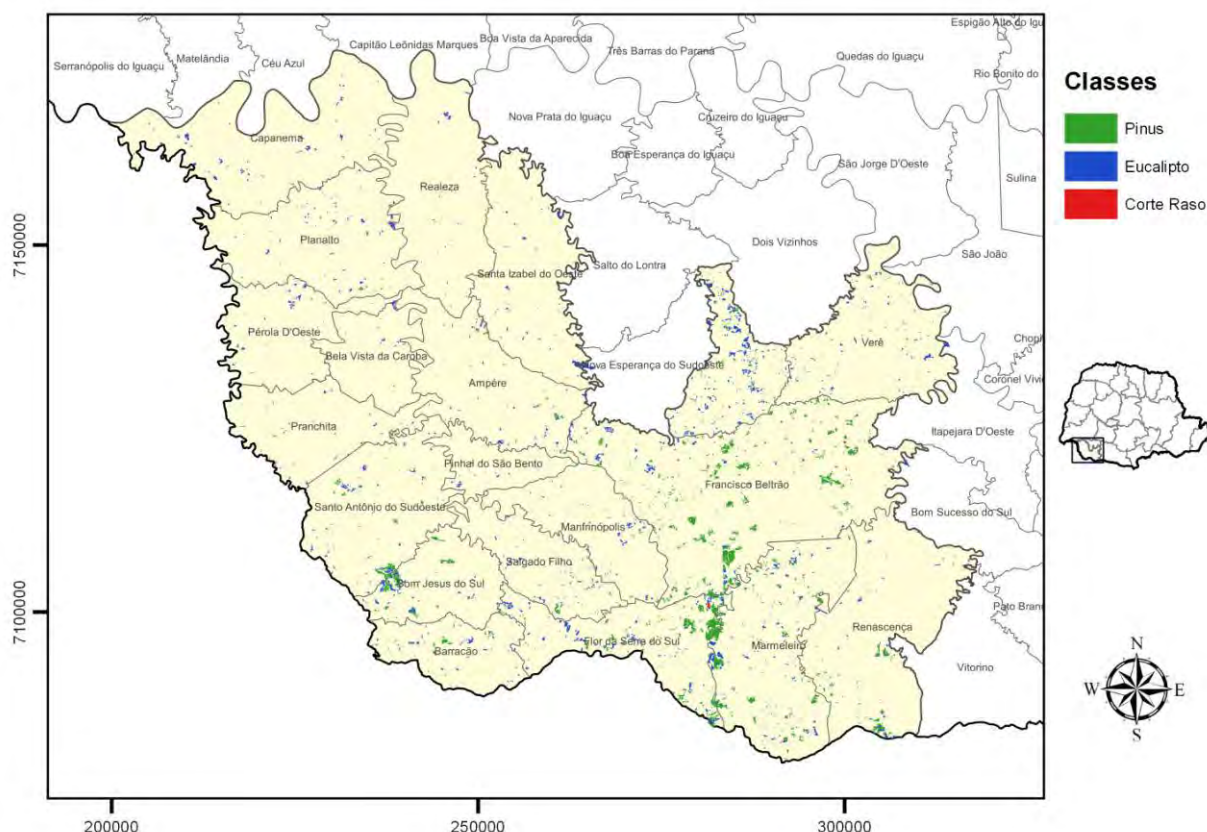 Espigão Alto do Igu
Boa Vista da Aparecida
Capitão Leônidas Marques
Três Barras do Paraná
Matelândia
Céu Azul
Quedas do Iguaçu
Serranópolis do Iguaçu
Rio Bonito do
Classes
Nova Prata do Iguaçu
Cruzeiro do Iguaçu
Pinus
Capanema
Boa Esperança do Iguaçu
São Jorge D'Oeste
Eucalipto
Realeza
Sulina
Corte Raso
Planalto
Dois Vizinhos
7150000
São João
Salto do Lontra
Santa Izabel do Oeste
Pérola D'Oeste
Verê
Chop
Bela Vista da Caroba
Nova Esperança do Sudoeste
Coronel Vivi
Ampére
Pranchita
Itapejara D'Oeste
Pinhal do São Bento
Francisco Beltrão
Santo Antônio do Sudoeste
Bom Sucesso do Sul
Manfrinópolis
Salgado Filho
Bom Jesus do Sul
7100000
Pato Bran
Renascença
Flor da Serra do Sul
Marmeleiro
Barracão
Vitorino
N
W
E
S
200000
250000
300000